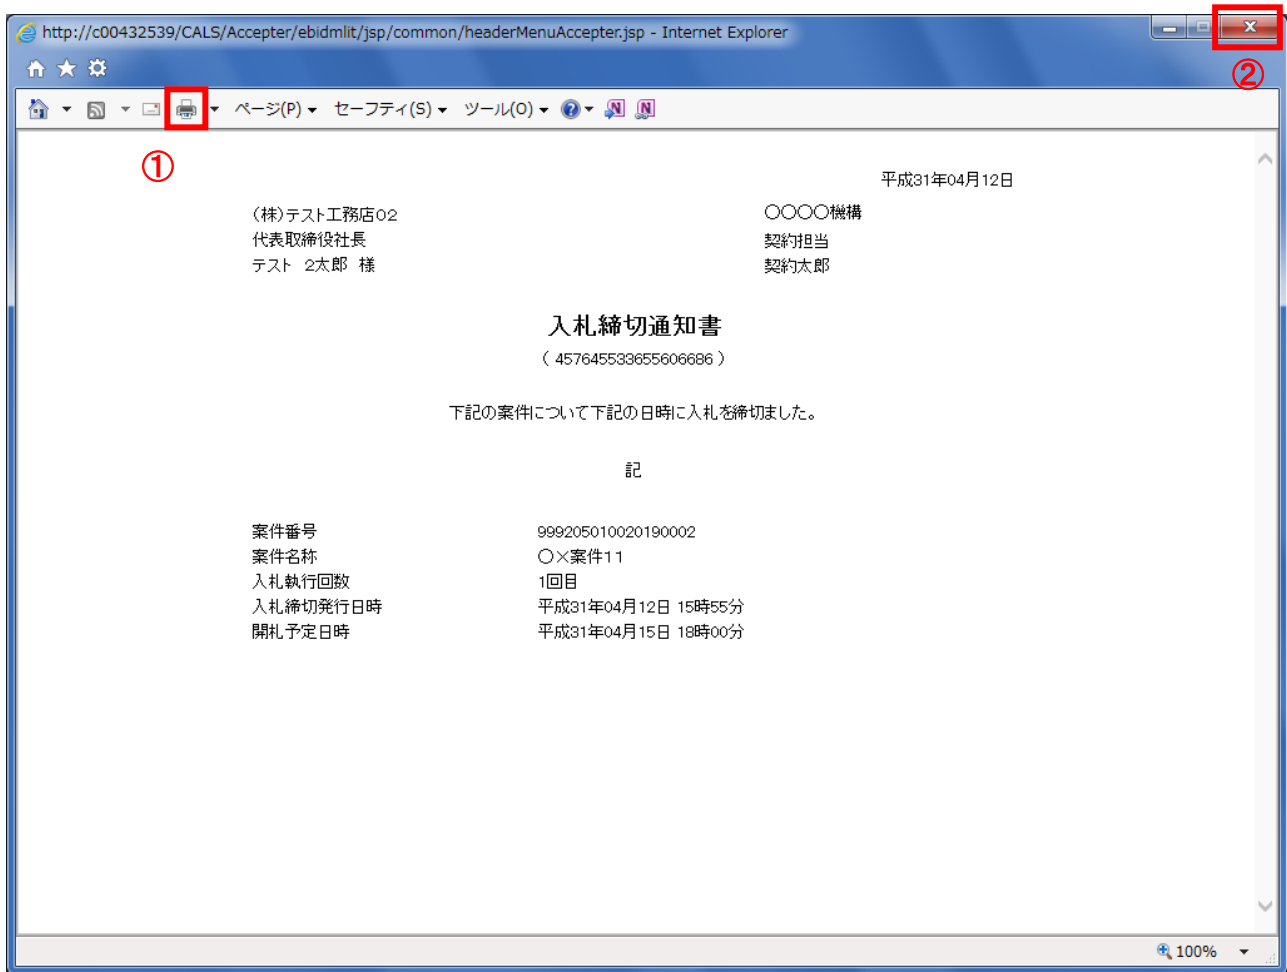 http://c00432539/CALS/Accepter/ebidmlit/jsp/common/headerMenuAccepter.jsp - Internet Explorer
②
ページ(P) セーフティ(S) ツール(O)
①
平成31年04月12日
(株)テスト工務店02 〇〇〇〇機構
代表取締役社長 契約担当
テスト 2太郎 様 契約太郎
入札締切通知書
( 457645533655606686 )
下記の案件について下記の日時に入札を締切ました。
記
案件番号 999205010020190002
案件名称 〇×案件11
入札執行回数 1回目
入札締切発行日時 平成31年04月12日 15時55分
開札予定日時 平成31年04月15日 18時00分
100%